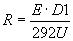 R = E · D1 / 292U